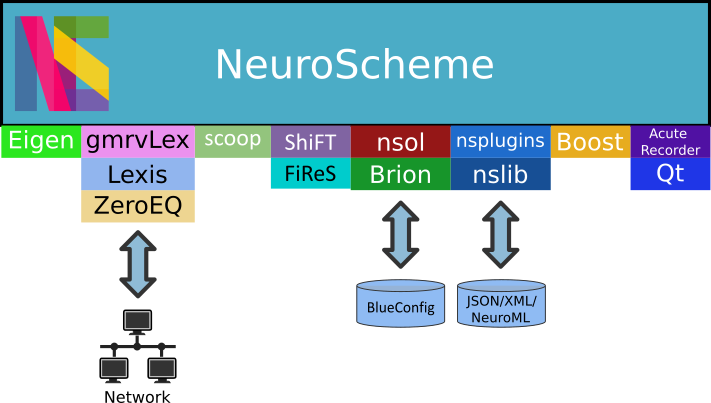 NeuroScheme
Eigen
gmrvLex
scoop
ShiFT
nsol
nsplugins
Boost
Acute
Recorder
Lexis
FiReS
Brion
nslib
Qt
ZeroEQ
BlueConfig
JSON/XML/
NeuroML
Network